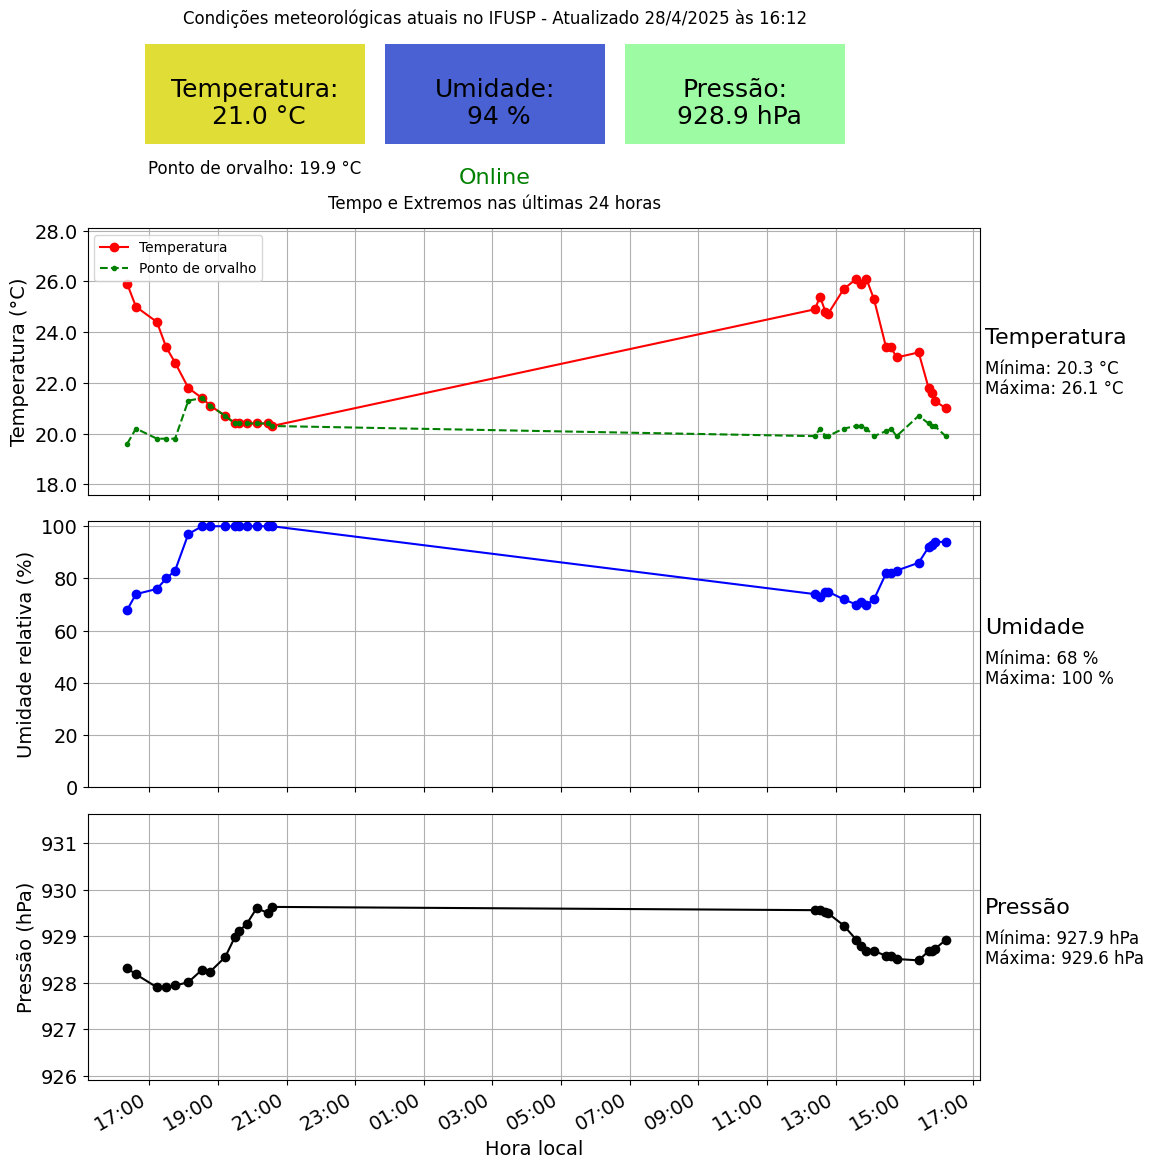 Condições meteorológicas atuais no IFUSP - Atualizado 28/4/2025 às 16:12
Temperatura:
21.0 °C
Umidade:
94 %
Pressão:
928.9 hPa
Ponto de orvalho: 19.9 °C
Online
Tempo e Extremos nas últimas 24 horas
Temperatura (°C)
28.0
26.0
24.0
22.0
20.0
18.0
Temperatura
Ponto de orvalho
Temperatura
Mínima: 20.3 °C
Máxima: 26.1 °C
Umidade relativa (%)
100
80
60
40
20
0
Umidade
Mínima: 68 %
Máxima: 100 %
Pressão (hPa)
931
930
929
928
927
926
Pressão
Mínima: 927.9 hPa
Máxima: 929.6 hPa
17:00 19:00 21:00 23:00 01:00 03:00 05:00 07:00 09:00 11:00 13:00 15:00 17:00
Hora local